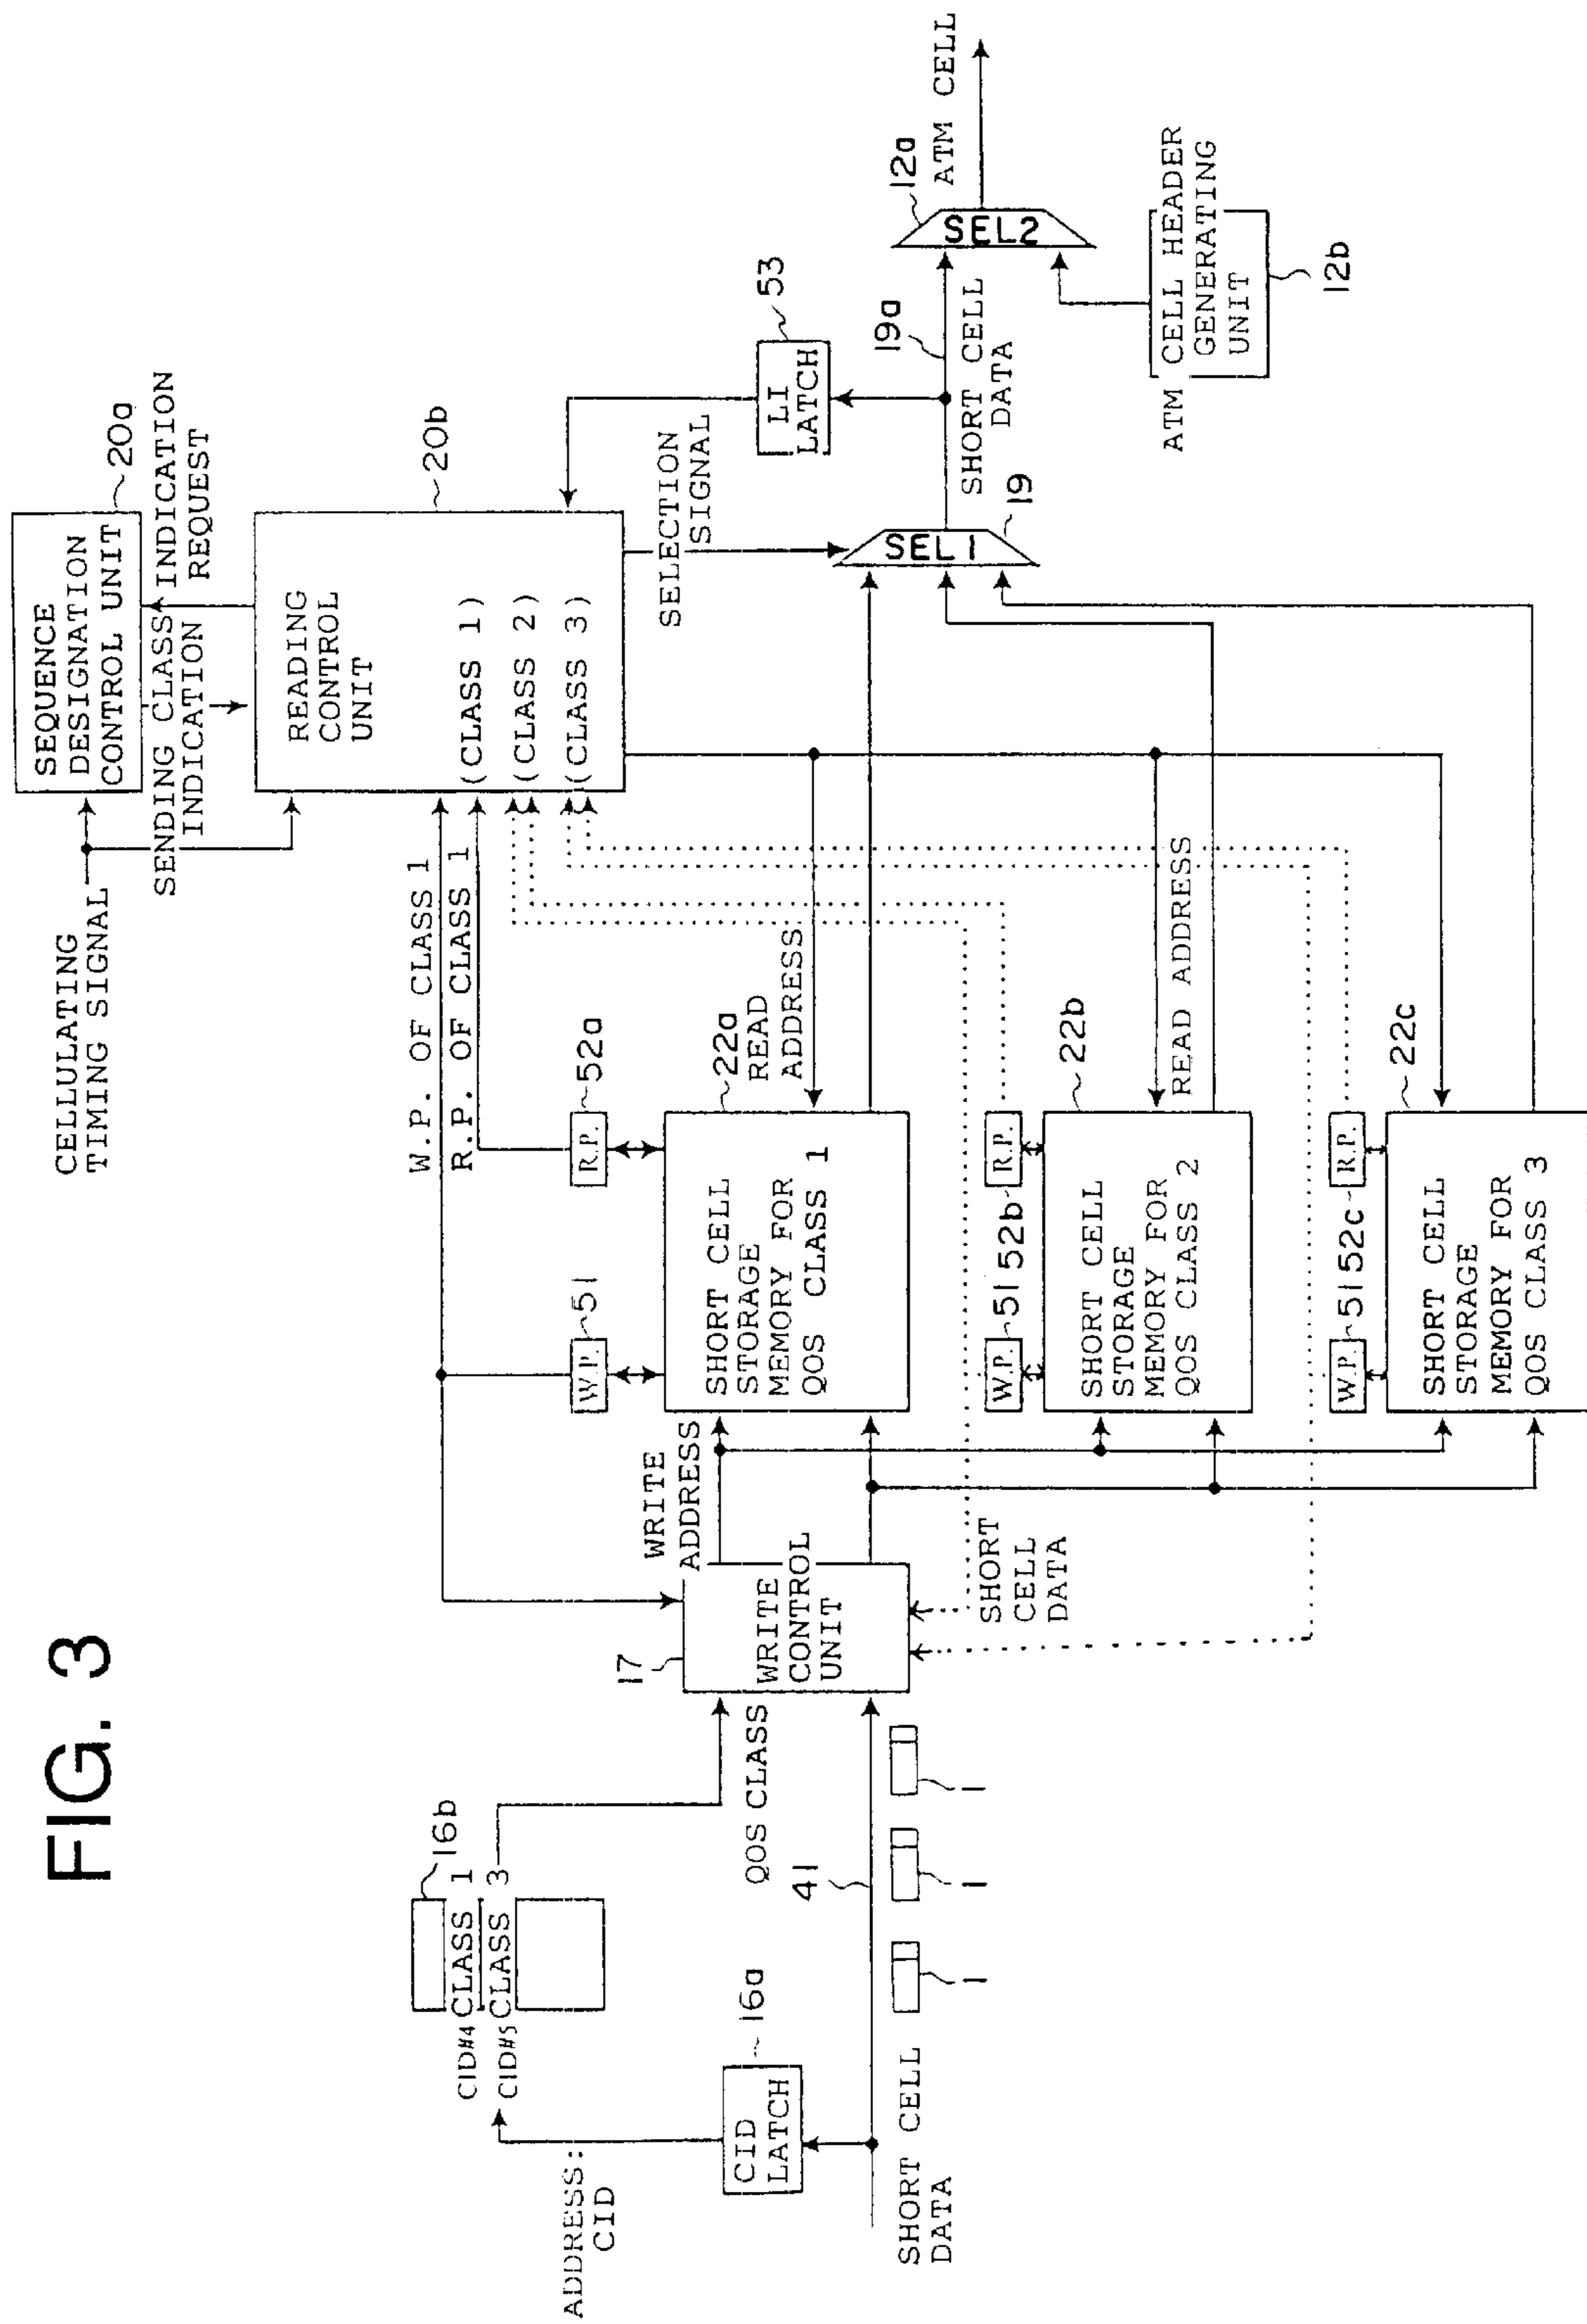 FIG. 3
CELLULATING
TIMING SIGNAL
SEQUENCE
DESIGNATION
CONTROL UNIT
20a
SENDING CLASS
INDICATION
INDICATION
REQUEST
READING
CONTROL
UNIT
(CLASS 1)
(CLASS 2)
(CLASS 3)
20b
W.P. OF CLASS 1
R.P. OF CLASS 1
CID#4
CLASS 1
CID#5
CLASS 3
16b
ADDRESS:
CID
CID
LATCH
16a
SHORT CELL
DATA
41
1
1
1
QOS CLASS
17
WRITE
CONTROL
UNIT
WRITE
ADDRESS
SHORT
CELL
DATA
W.P.
51
R.P.
52a
SHORT CELL
STORAGE
MEMORY FOR
QOS CLASS 1
22a
READ
ADDRESS
W.P.
51
52b
R.P.
SHORT CELL
STORAGE
MEMORY FOR
QOS CLASS 2
22b
READ ADDRESS
W.P.
51
52c
R.P.
SHORT CELL
STORAGE
MEMORY FOR
QOS CLASS 3
22c
SELECTION
SIGNAL
SEL1
19
LI
LATCH
53
SHORT CELL
DATA
19a
SEL2
12a
ATM CELL
ATM CELL HEADER
GENERATING
UNIT
12b